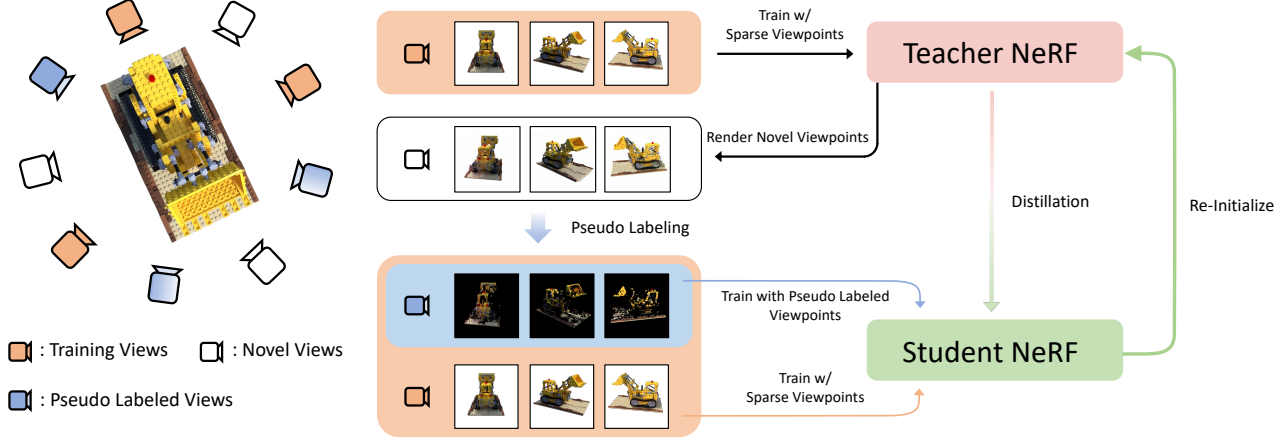 Train w/
Sparse Viewpoints
Teacher NeRF
Render Novel Viewpoints
Distillation
Re-Initialize
Pseudo Labeling
Train with Pseudo Labeled
Viewpoints
Student NeRF
Train w/
Sparse Viewpoints
: Training Views
: Novel Views
: Pseudo Labeled Views